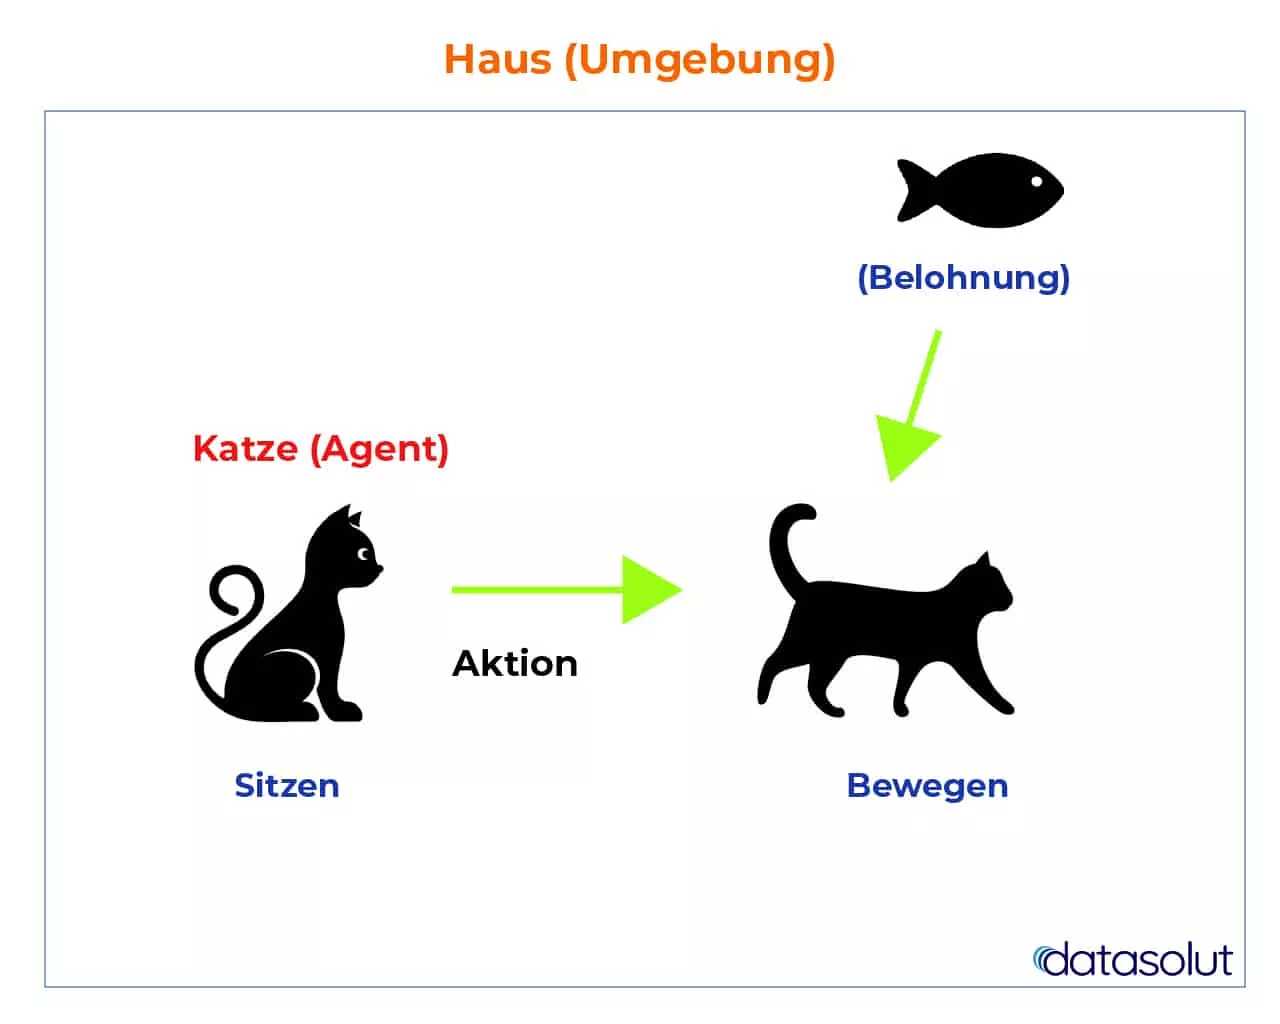 Haus (Umgebung)
(Belohnung)
Katze (Agent)
Aktion
Sitzen
Bewegen
datasolut